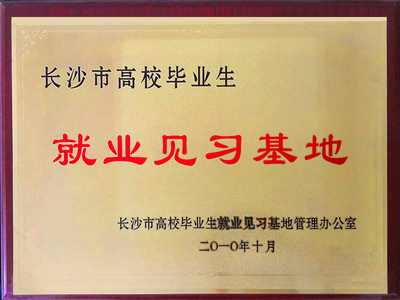 长沙市高校毕业生
就业见习基地
长沙市高校毕业生就业见习基地管理办公室
二〇一〇年十月